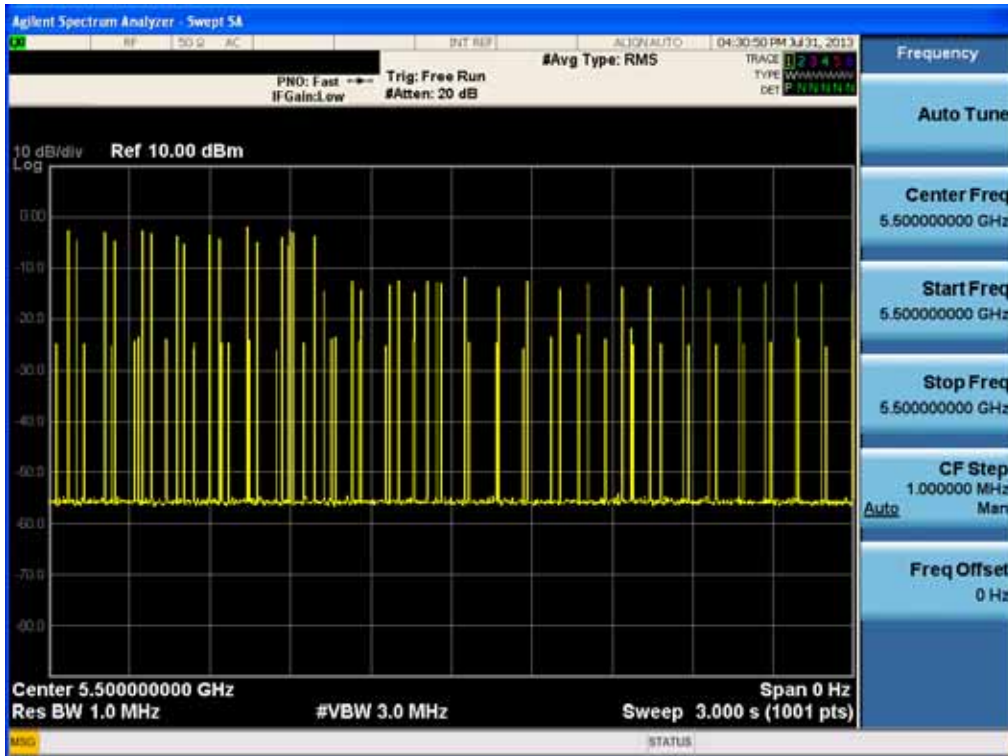 Agilent Spectrum Analyzer - Swept SA
RF 50 Ω AC INT REF ALIGN AUTO 04:30:50 PM Jul 31, 2013
Frequency
#Avg Type: RMS
TRACE 1 2 3 4 5 6
PNO: Fast Trig: Free Run
TYPE
IFGain:Low #Atten: 20 dB
DET P N N N N N
Auto Tune
10 dB/div Ref 10.00 dBm
Log
0.00
-10.0
-20.0
-30.0
-40.0
-50.0
-60.0
-70.0
-80.0
Center Freq
5.500000000 GHz
Start Freq
5.500000000 GHz
Stop Freq
5.500000000 GHz
CF Step
1.000000 MHz
Auto Man
Freq Offset
0 Hz
Center 5.500000000 GHz Span 0 Hz
Res BW 1.0 MHz #VBW 3.0 MHz Sweep 3.000 s (1001 pts)
MSG STATUS